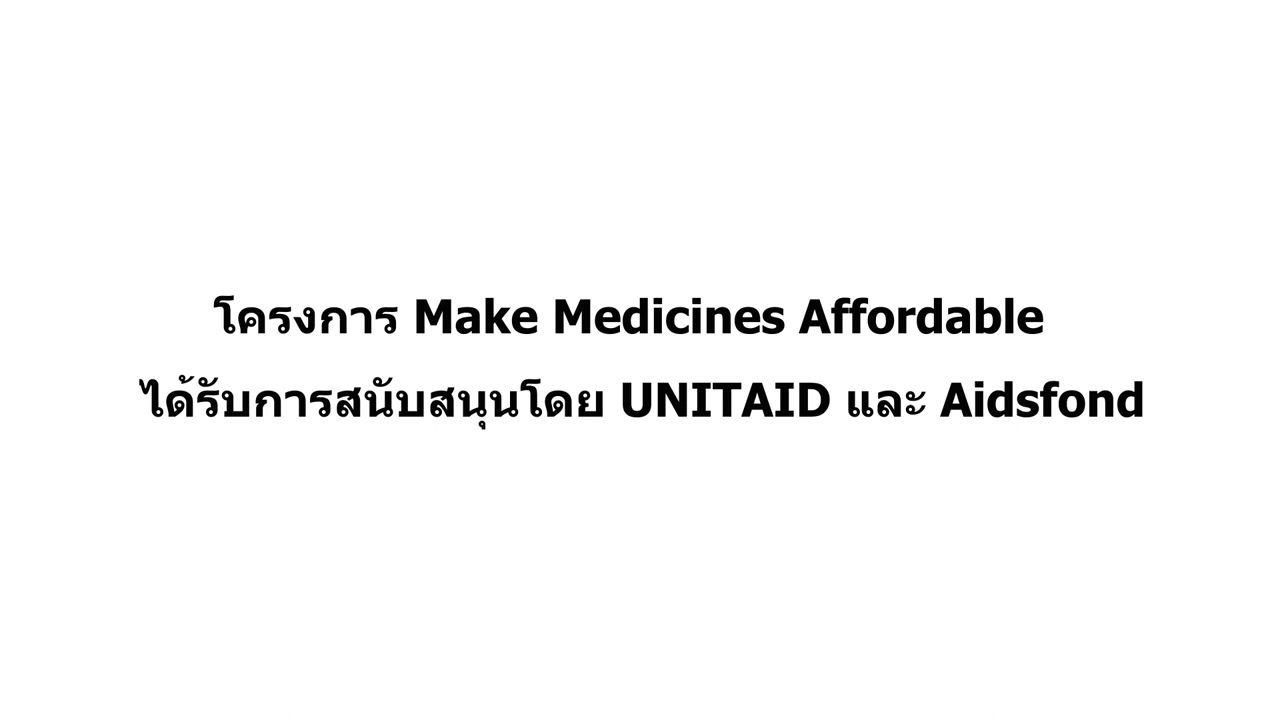 โครงการ Make Medicines Affordable
ได้รับการสนับสนุนโดย UNITAID และ Aidsfond